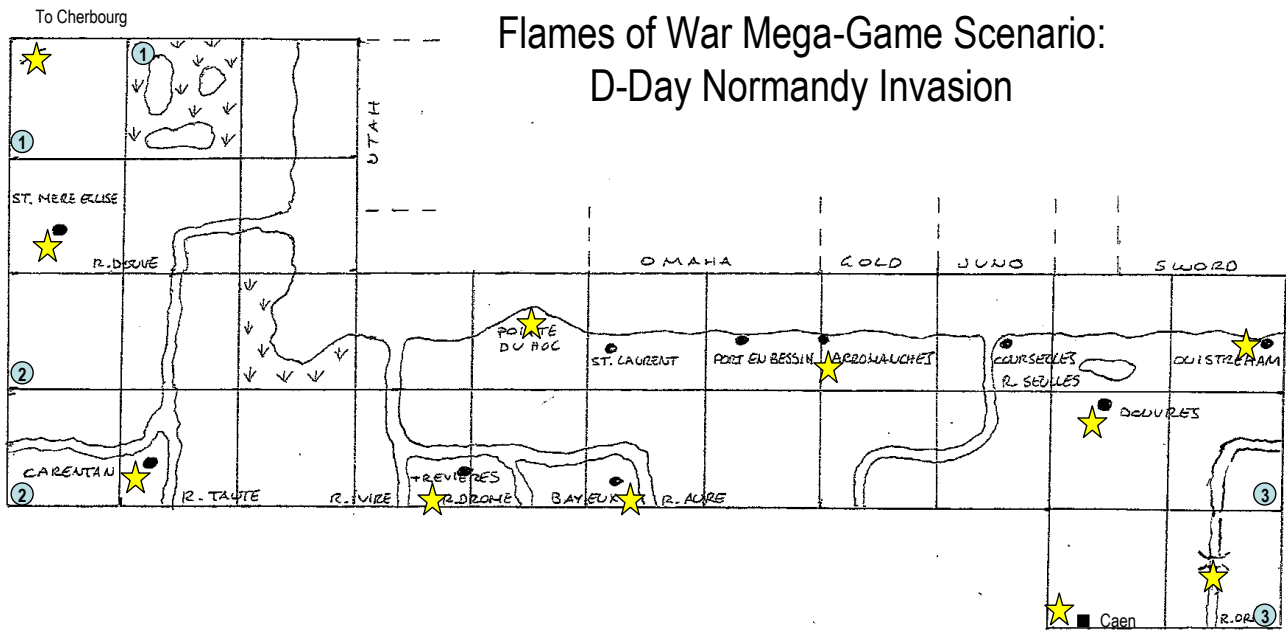 To Cherbourg
Flames of War Mega-Game Scenario:
D-Day Normandy Invasion
1
1
UTAH
ST. MERE EGLISE
R. DOUVE
OMAHA
GOLD
JUNO
SWORD
POINTE
DU HOC
ST. LAURENT
PORT EN BESSIN
ARROMANCHES
COURSEULLES
R. SEULLES
OUISTREHAM
2
DOUVRES
CARENTAN
TREVIERES
2
R. TAUTE
R. VIRE
R. DROME
BAYEUX
R. AURE
3
Caen
R. OR
3